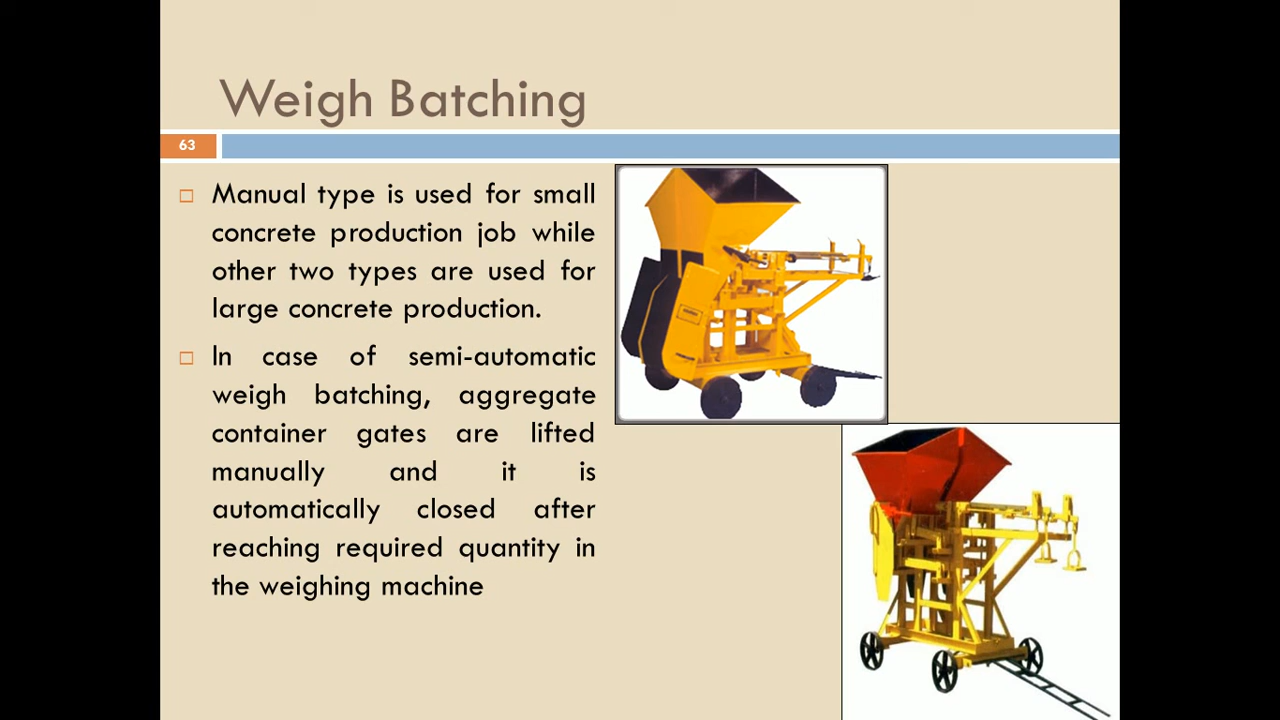 Weigh Batching
63
Manual type is used for small
concrete production job while
other two types are used for
large concrete production.
In case of semi-automatic
weigh batching, aggregate
container gates are lifted
manually and it is
automatically closed after
reaching required quantity in
the weighing machine